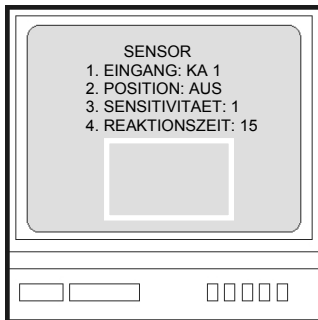 SENSOR
1. EINGANG: KA 1
2. POSITION: AUS
3. SENSITIVITAET: 1
4. REAKTIONSZEIT: 15